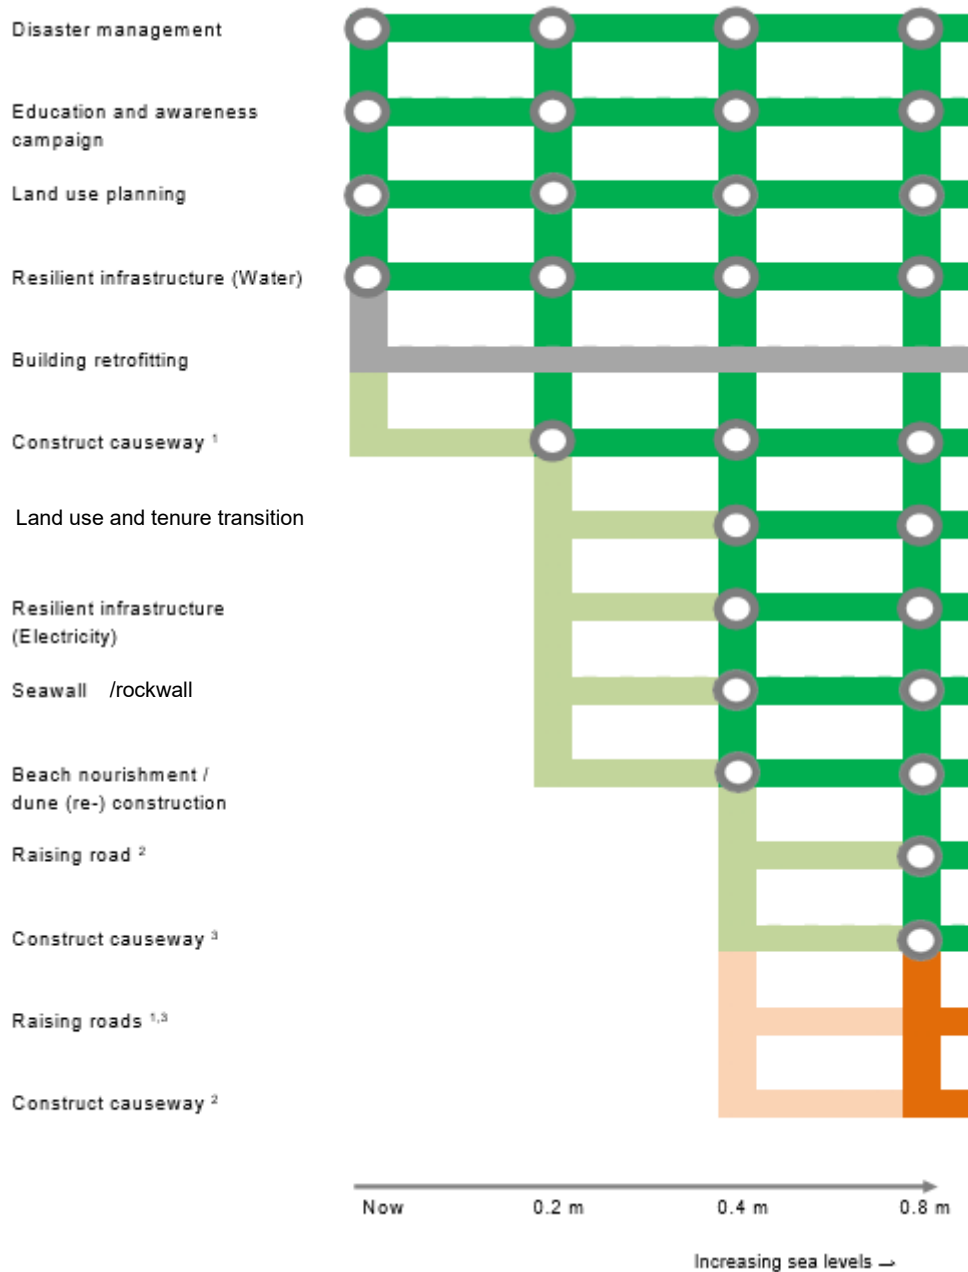 Disaster management
Education and awareness
campaign
Land use planning
Resilient infrastructure (Water)
Building retrofitting
Construct causeway ¹
Land use and tenure transition
Resilient infrastructure
(Electricity)
Seawall /rockwall
Beach nourishment /
dune (re-) construction
Raising road ²
Construct causeway ³
Raising roads ¹,³
Construct causeway ²
Now 0.2 m 0.4 m 0.8 m
Increasing sea levels →